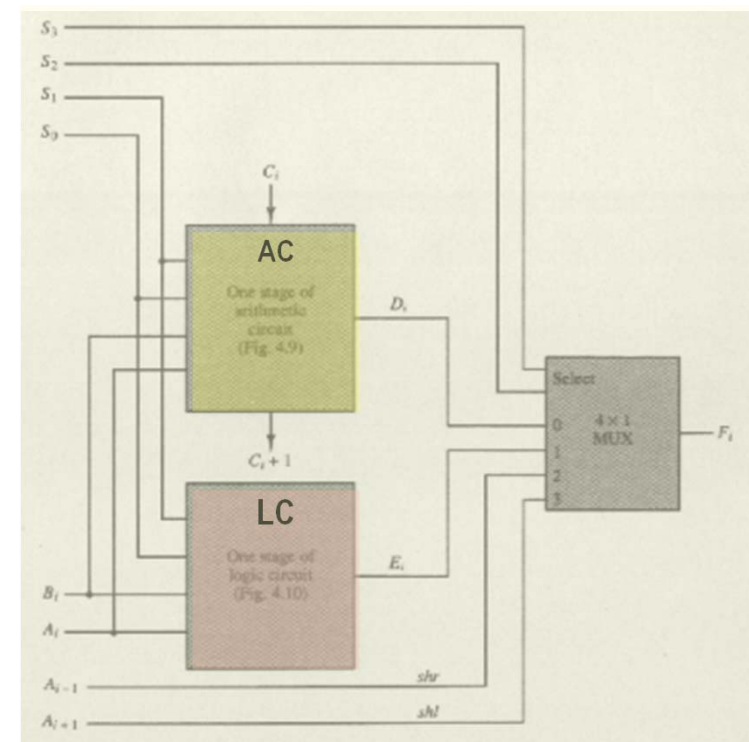 S3
S2
S1
S0
Ci
AC
One stage of
arithmetic
circuit
(Fig. 4.9)
Di
Select
4 × 1
MUX
0
1
2
3
Fi
Ci + 1
LC
One stage of
logic circuit
(Fig. 4.10)
Ei
Bi
Ai
Ai - 1
shr
Ai + 1
shl